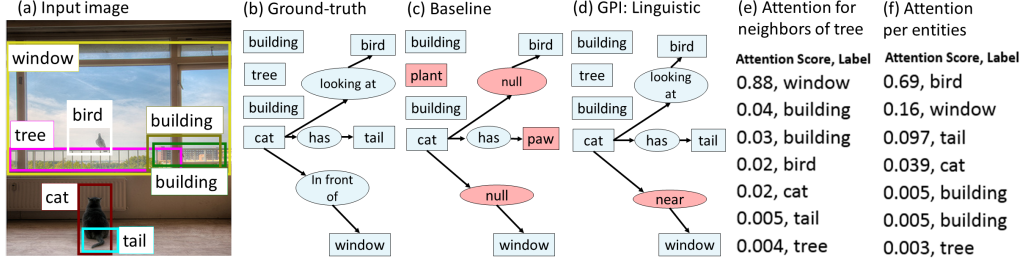 (a) Input image
window
bird
building
tree
building
cat
tail
(b) Ground-truth
building
bird
tree
looking at
building
cat
has
tail
In front
of
window
(c) Baseline
building
bird
plant
null
building
cat
has
paw
null
window
(d) GPI: Linguistic
building
bird
tree
looking
at
building
cat
has
tail
near
window
(e) Attention for
neighbors of tree
Attention Score, Label
0.88, window
0.04, building
0.03, building
0.02, bird
0.02, cat
0.005, tail
0.004, tree
(f) Attention
per entities
Attention Score, Label
0.69, bird
0.16, window
0.097, tail
0.039, cat
0.005, building
0.005, building
0.003, tree